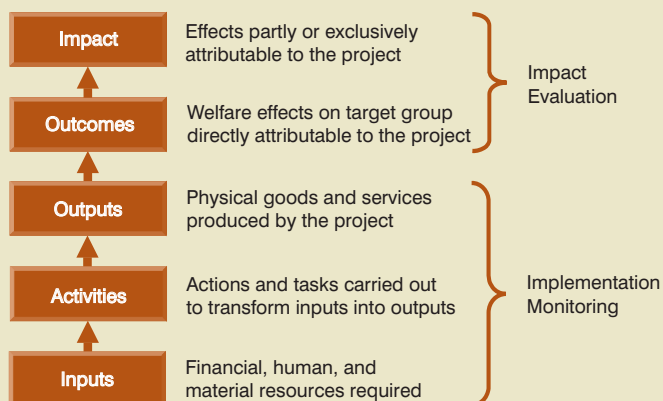 Impact
Effects partly or exclusively
attributable to the project
Impact
Evaluation
Outcomes
Welfare effects on target group
directly attributable to the project
Outputs
Physical goods and services
produced by the project
Activities
Actions and tasks carried out
to transform inputs into outputs
Implementation
Monitoring
Inputs
Financial, human, and
material resources required